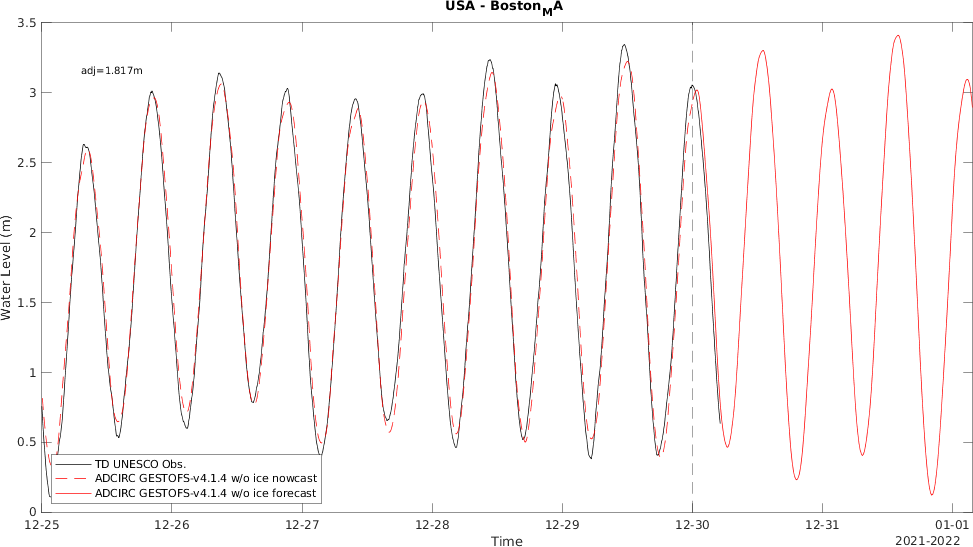 USA - BostonMA
3.5
adj=1.817m
3
2.5
2
Water Level (m)
1.5
1
0.5
TD UNESCO Obs.
ADCIRC GESTOFS-v4.1.4 w/o ice nowcast
ADCIRC GESTOFS-v4.1.4 w/o ice forecast
0
12-25 12-26 12-27 12-28 12-29 12-30 12-31 01-01
Time
2021-2022